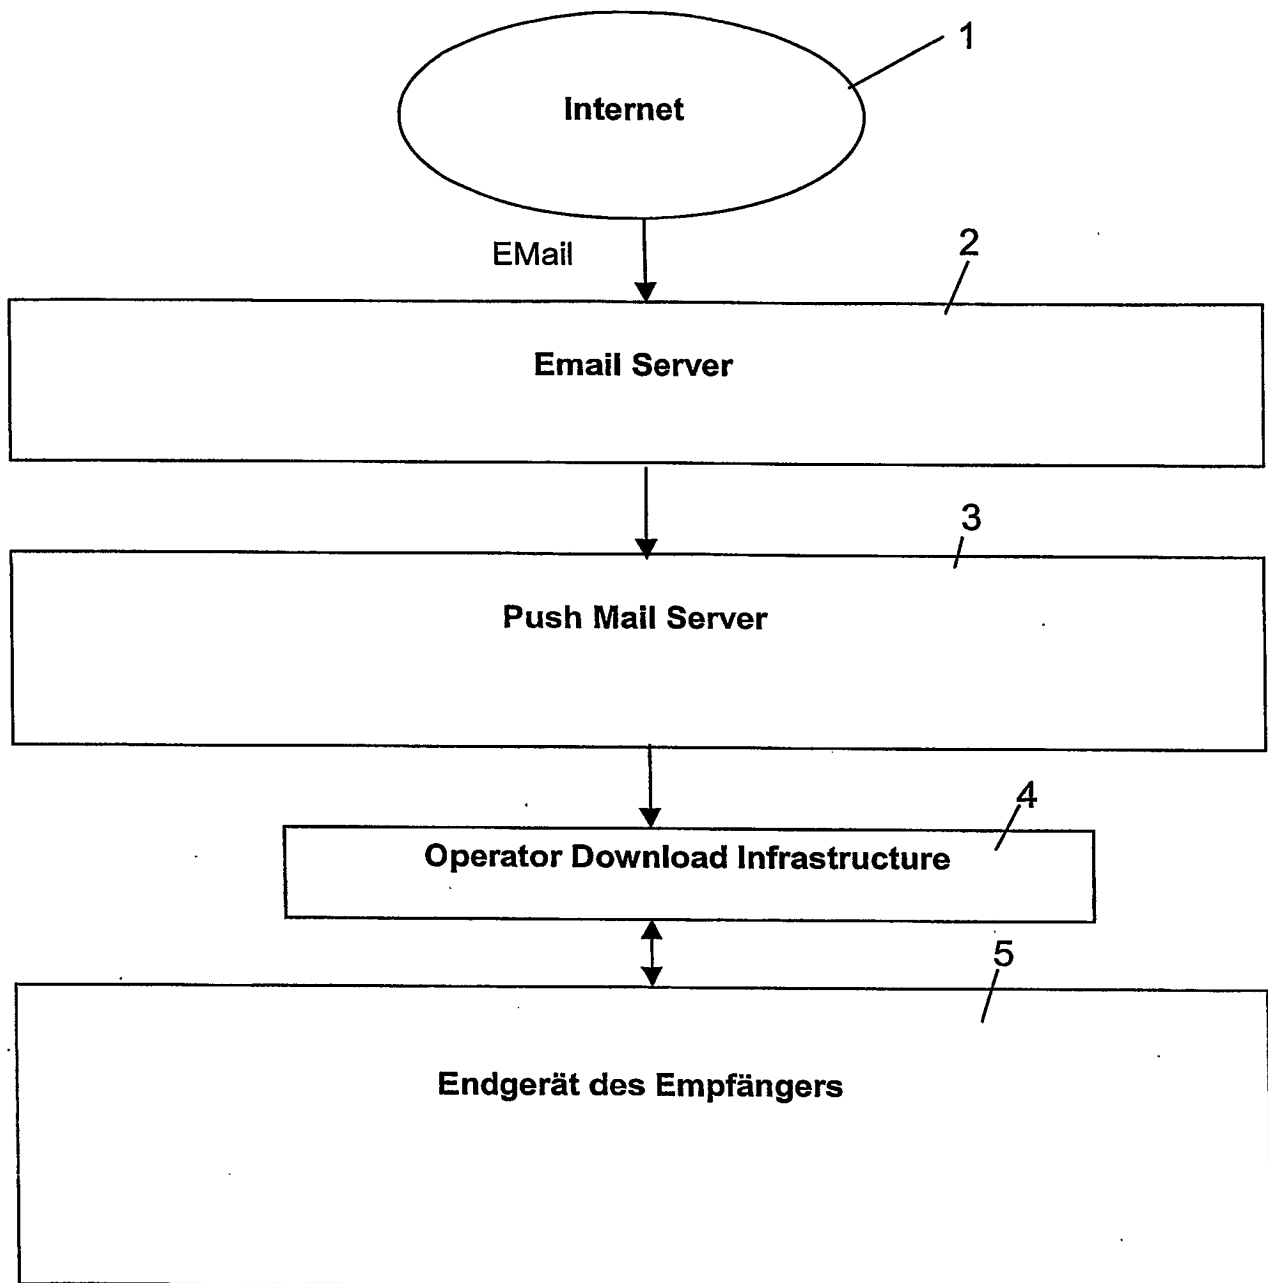 1
Internet
EMail
2
Email Server
3
Push Mail Server
4
Operator Download Infrastructure
5
Endgerät des Empfängers